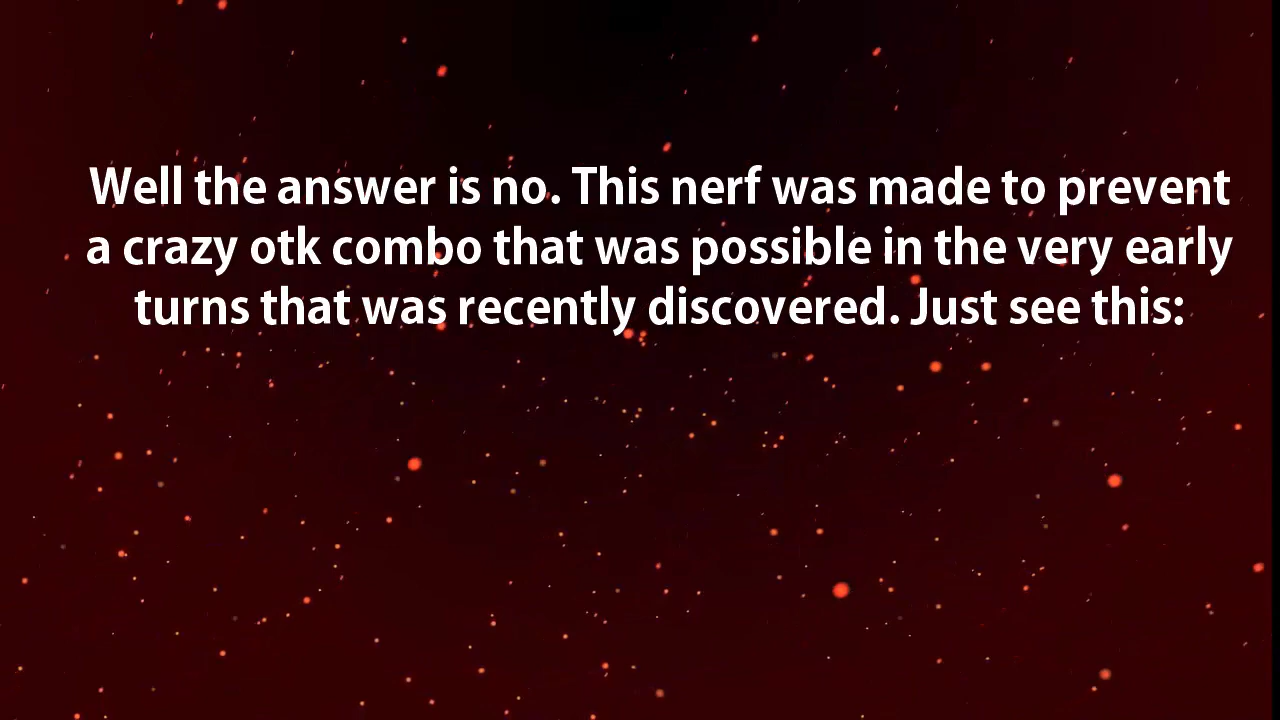 Well the answer is no. This nerf was made to prevent
a crazy otk combo that was possible in the very early
turns that was recently discovered. Just see this: